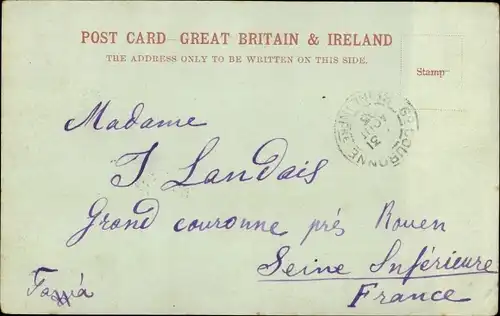 POST CARD - GREAT BRITAIN & IRELAND
THE ADDRESS ONLY TO BE WRITTEN ON THIS SIDE.
Stamp
Madame
J Landais
Grand couronne près Rouen
Seine Inférieure
France